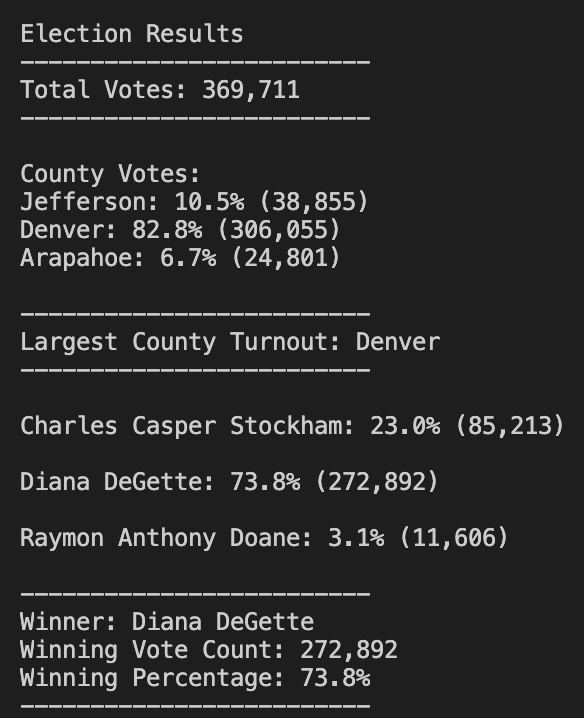 Election Results
-------------------------
Total Votes: 369,711
-------------------------
County Votes:
Jefferson: 10.5% (38,855)
Denver: 82.8% (306,055)
Arapahoe: 6.7% (24,801)
-------------------------
Largest County Turnout: Denver
-------------------------
Charles Casper Stockham: 23.0% (85,213)
Diana DeGette: 73.8% (272,892)
Raymon Anthony Doane: 3.1% (11,606)
-------------------------
Winner: Diana DeGette
Winning Vote Count: 272,892
Winning Percentage: 73.8%
-------------------------